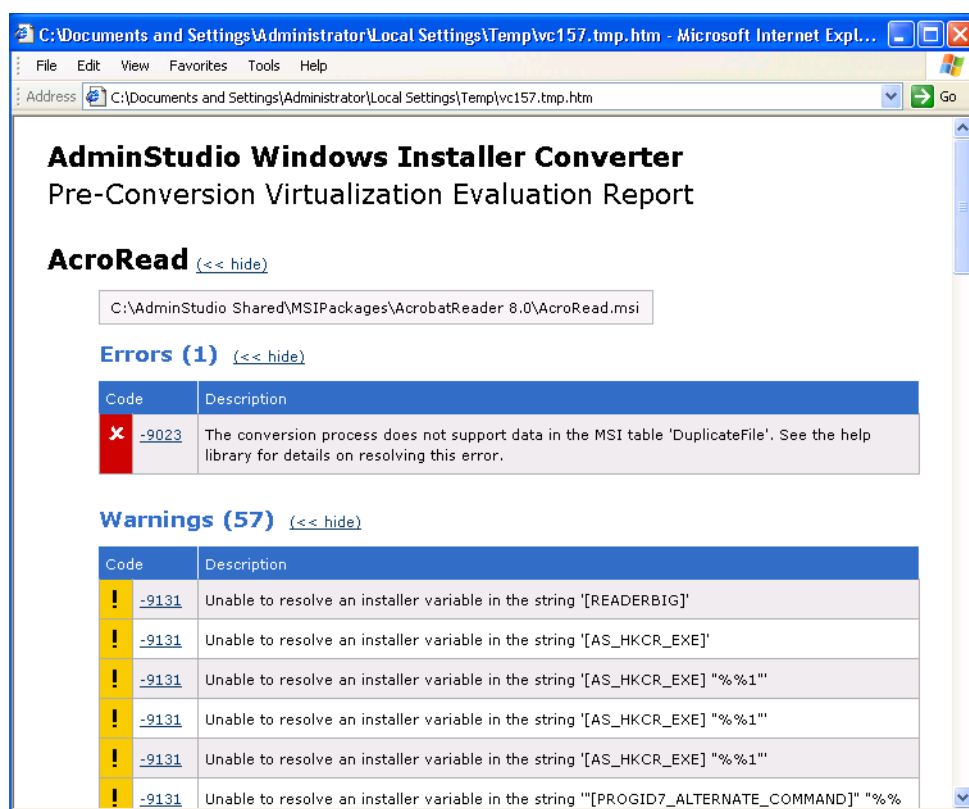 C:\Documents and Settings\Administrator\Local Settings\Temp\vc157.tmp.htm - Microsoft Internet Expl...
File Edit View Favorites Tools Help
Address C:\Documents and Settings\Administrator\Local Settings\Temp\vc157.tmp.htm Go
AdminStudio Windows Installer Converter
Pre-Conversion Virtualization Evaluation Report
AcroRead (<< hide)
C:\AdminStudio Shared\MSIPackages\AcrobatReader 8.0\AcroRead.msi
Errors (1) (<< hide)
Code Description
-9023 The conversion process does not support data in the MSI table 'DuplicateFile'. See the help
library for details on resolving this error.
Warnings (57) (<< hide)
Code Description
! -9131 Unable to resolve an installer variable in the string '[READERBIG]'
! -9131 Unable to resolve an installer variable in the string '[AS_HKCR_EXE]'
! -9131 Unable to resolve an installer variable in the string '[AS_HKCR_EXE] "%%1"'
! -9131 Unable to resolve an installer variable in the string '[AS_HKCR_EXE] "%%1"'
! -9131 Unable to resolve an installer variable in the string '[AS_HKCR_EXE] "%%1"'
! -9131 Unable to resolve an installer variable in the string '"[PROGID7_ALTERNATE_COMMAND]" "%%